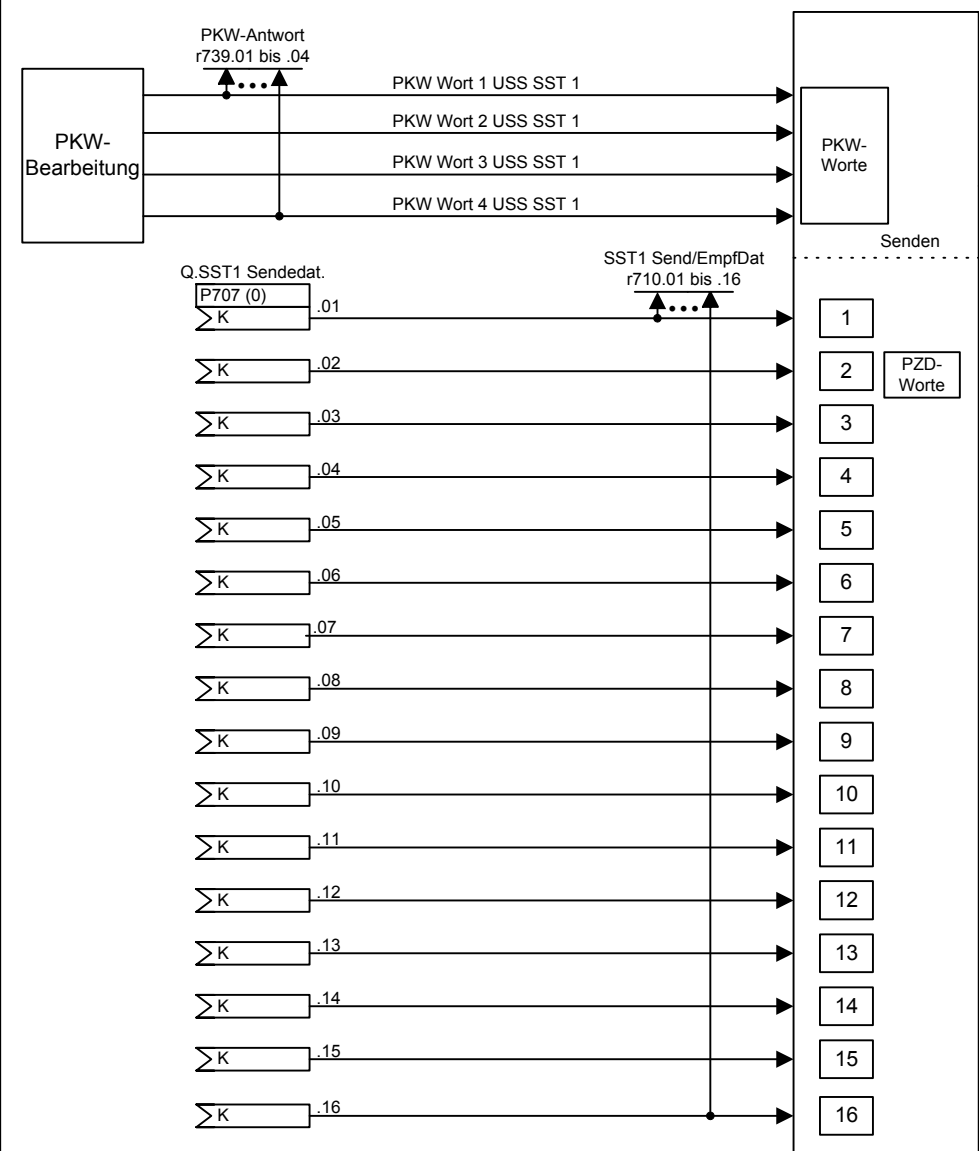 PKW-Antwort
r739.01 bis .04
PKW-
Bearbeitung
PKW Wort 1 USS SST 1
PKW Wort 2 USS SST 1
PKW Wort 3 USS SST 1
PKW Wort 4 USS SST 1
PKW-
Worte
Senden
Q.SST1 Sendedat.
P707 (0)
SST1 Send/EmpfDat
r710.01 bis .16
K .01 1
K .02 2
PZD-
Worte
K .03 3
K .04 4
K .05 5
K .06 6
K .07 7
K .08 8
K .09 9
K .10 10
K .11 11
K .12 12
K .13 13
K .14 14
K .15 15
K .16 16